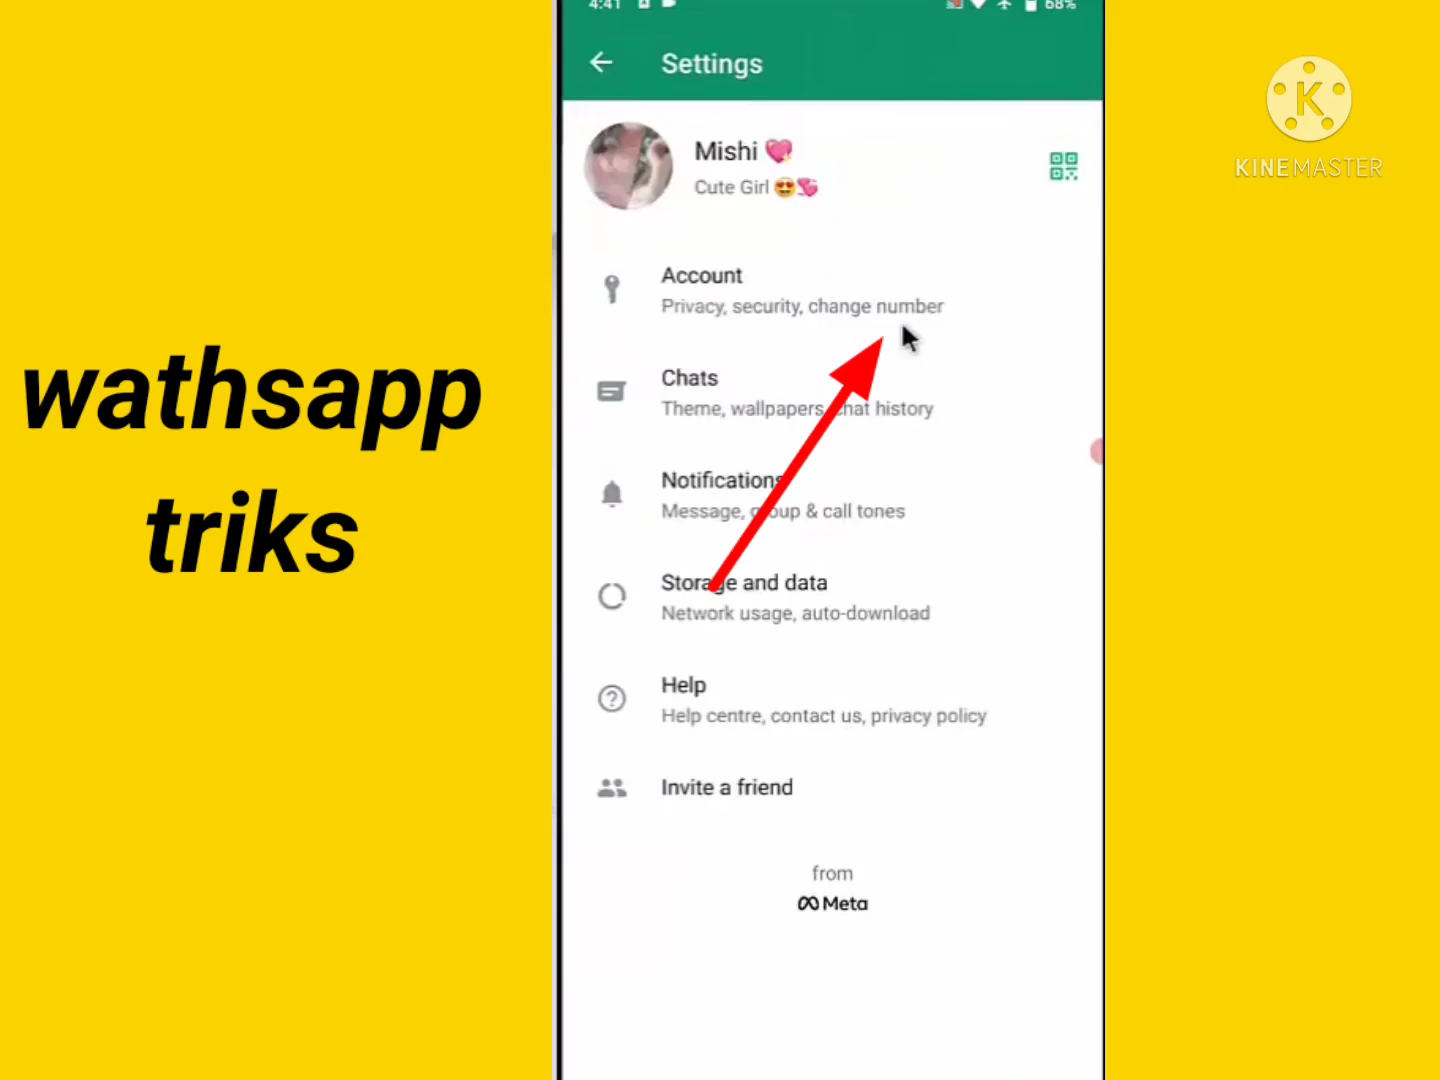 4:41
68%
Settings
Mishi 💖
Cute Girl 😍💝
Account
Privacy, security, change number
Chats
Theme, wallpapers, chat history
Notifications
Message, group & call tones
Storage and data
Network usage, auto-download
Help
Help centre, contact us, privacy policy
Invite a friend
from
Meta
wathsapp
triks
K
KINEMASTER